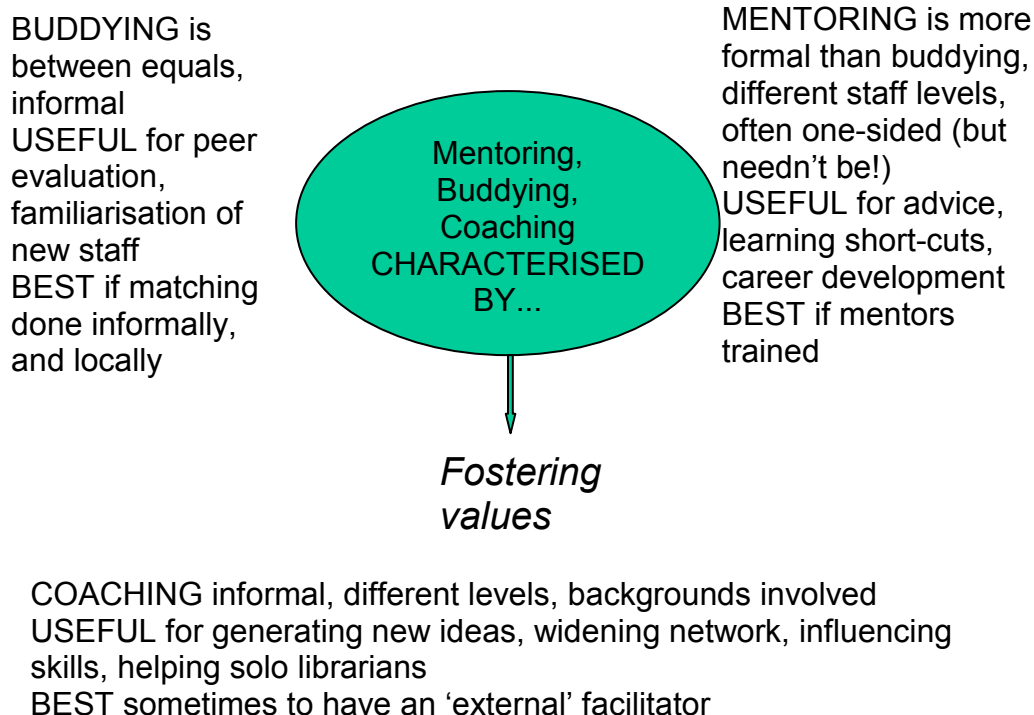 BUDDYING is
between equals,
informal
USEFUL for peer
evaluation,
familiarisation of
new staff
BEST if matching
done informally,
and locally
Mentoring,
Buddying,
Coaching
CHARACTERISED
BY...
MENTORING is more
formal than buddying,
different staff levels,
often one-sided (but
needn't be!)
USEFUL for advice,
learning short-cuts,
career development
BEST if mentors
trained
Fostering
values
COACHING informal, different levels, backgrounds involved
USEFUL for generating new ideas, widening network, influencing
skills, helping solo librarians
BEST sometimes to have an ‘external’ facilitator